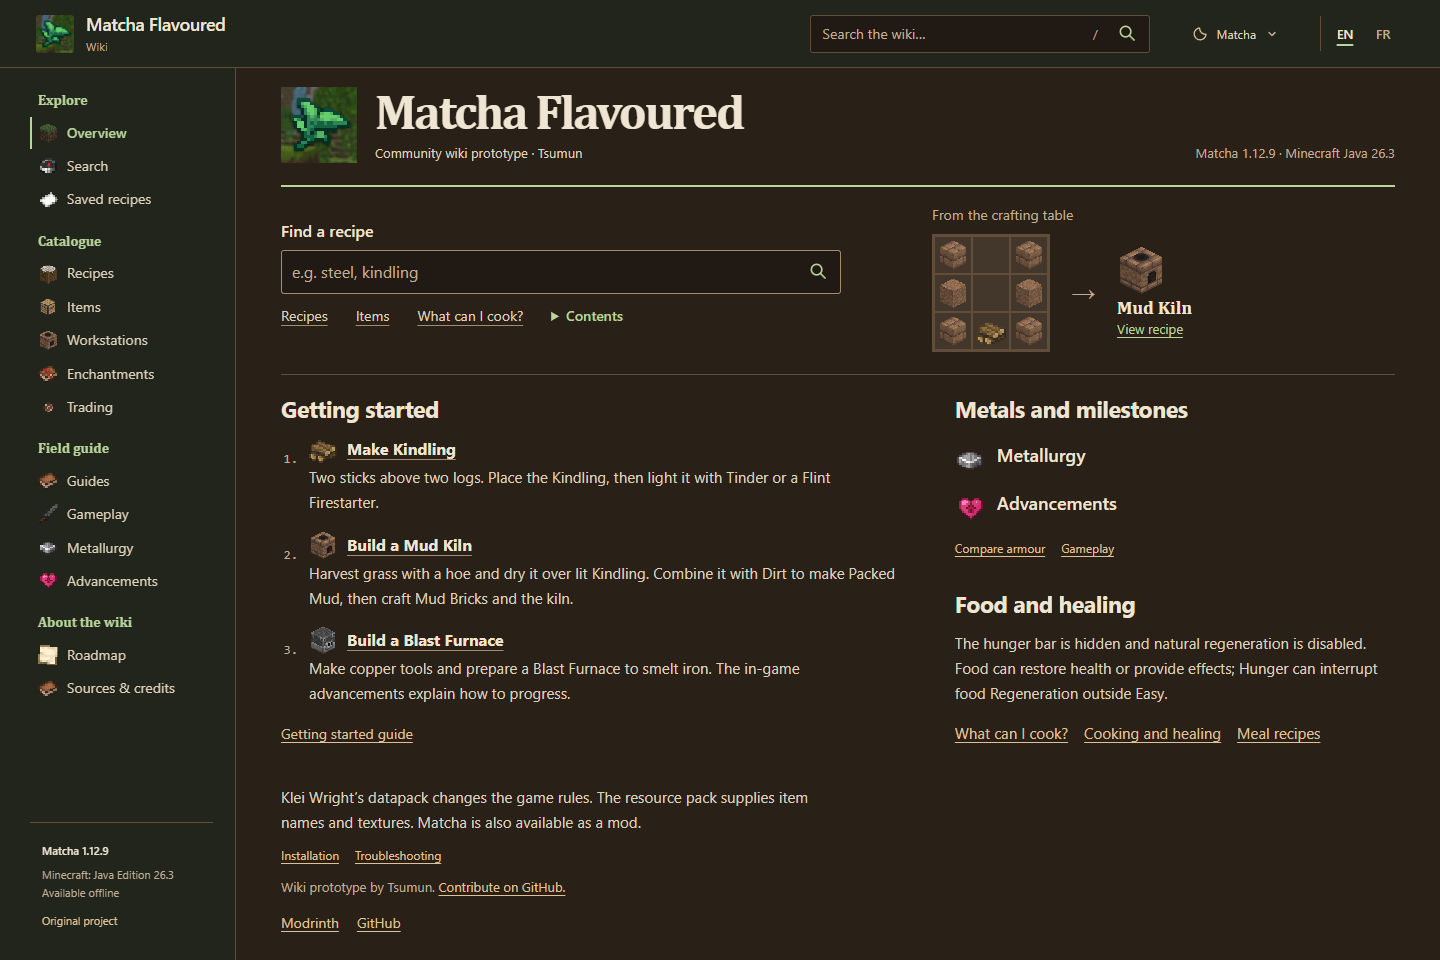 Matcha Flavoured
Wiki
Search the wiki...
/
Matcha
EN
FR
Explore
Overview
Search
Saved recipes
Catalogue
Recipes
Items
Workstations
Enchantments
Trading
Field guide
Guides
Gameplay
Metallurgy
Advancements
About the wiki
Roadmap
Sources & credits
Matcha 1.12.9
Minecraft: Java Edition 26.3
Available offline
Original project
Matcha Flavoured
Community wiki prototype · Tsumun
Matcha 1.12.9 · Minecraft Java 26.3
Find a recipe
e.g. steel, kindling
Recipes
Items
What can I cook?
Contents
From the crafting table
→
Mud Kiln
View recipe
Getting started
1. Make Kindling
Two sticks above two logs. Place the Kindling, then light it with Tinder or a Flint
Firestarter.
2. Build a Mud Kiln
Harvest grass with a hoe and dry it over lit Kindling. Combine it with Dirt to make Packed
Mud, then craft Mud Bricks and the kiln.
3. Build a Blast Furnace
Make copper tools and prepare a Blast Furnace to smelt iron. The in-game
advancements explain how to progress.
Getting started guide
Metals and milestones
Metallurgy
Advancements
Compare armour
Gameplay
Food and healing
The hunger bar is hidden and natural regeneration is disabled.
Food can restore health or provide effects; Hunger can interrupt
food Regeneration outside Easy.
What can I cook?
Cooking and healing
Meal recipes
Klei Wright's datapack changes the game rules. The resource pack supplies item
names and textures. Matcha is also available as a mod.
Installation
Troubleshooting
Wiki prototype by Tsumun. Contribute on GitHub.
Modrinth
GitHub